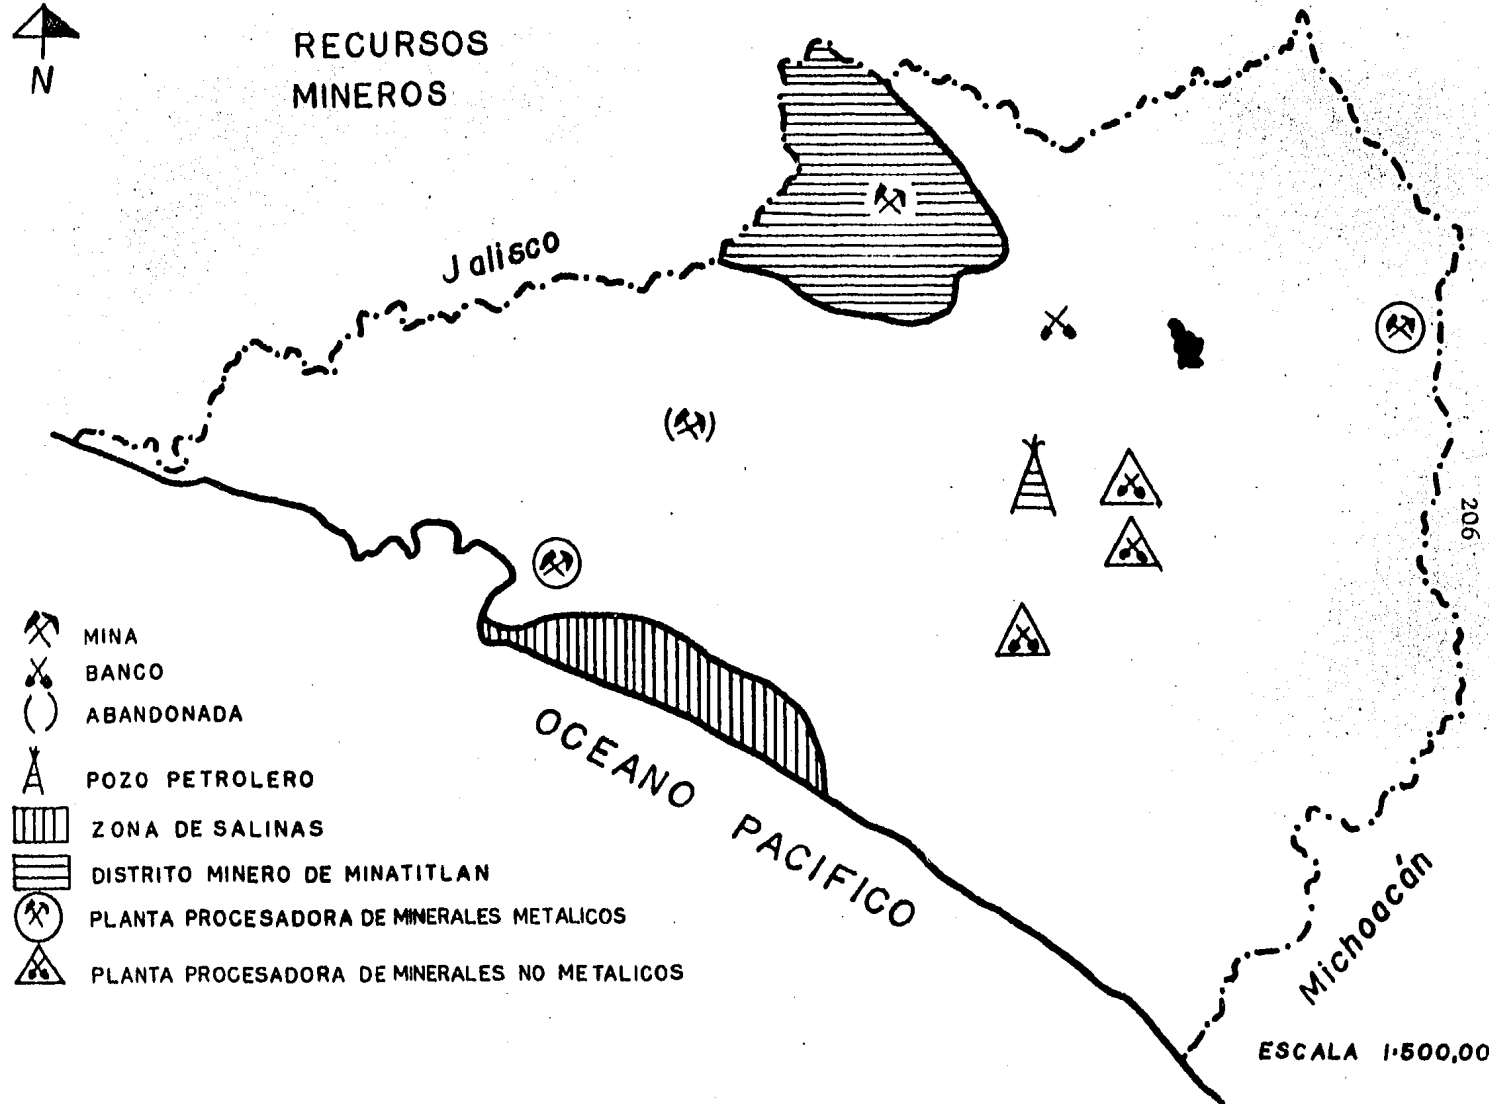 RECURSOS
MINEROS
N
Jalisco
206
MINA
BANCO
ABANDONADA
POZO PETROLERO
ZONA DE SALINAS
DISTRITO MINERO DE MINATITLAN
PLANTA PROCESADORA DE MINERALES METALICOS
PLANTA PROCESADORA DE MINERALES NO METALICOS
OCEANO PACIFICO
Michoacán
ESCALA 1:500,00